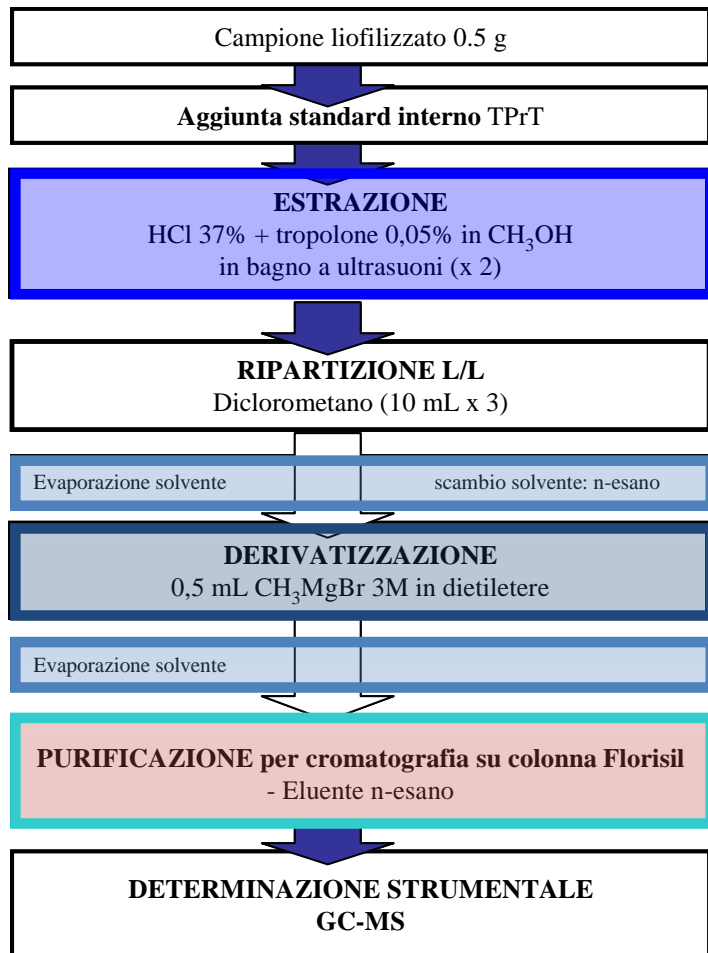 Campione liofilizzato 0.5 g
Aggiunta standard interno TPrT
ESTRAZIONE
HCl 37% + tropolone 0,05% in CH₃OH
in bagno a ultrasuoni (x 2)
RIPARTIZIONE L/L
Diclorometano (10 mL x 3)
Evaporazione solvente scambio solvente: n-esano
DERIVATIZZAZIONE
0,5 mL CH₃MgBr 3M in dietiletere
Evaporazione solvente
PURIFICAZIONE per cromatografia su colonna Florisil
- Eluente n-esano
DETERMINAZIONE STRUMENTALE
GC-MS